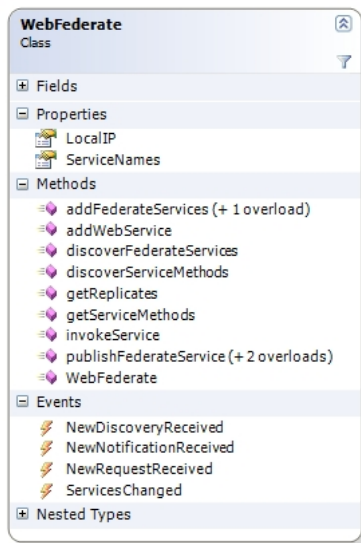 WebFederate
Class
Fields
Properties
LocalIP
ServiceNames
Methods
addFederateServices (+ 1 overload)
addWebService
discoverFederateServices
discoverServiceMethods
getReplicates
getServiceMethods
invokeService
publishFederateService (+ 2 overloads)
WebFederate
Events
NewDiscoveryReceived
NewNotificationReceived
NewRequestReceived
ServicesChanged
Nested Types